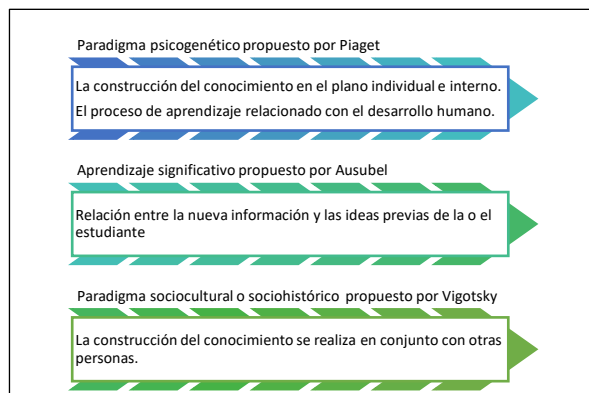 Paradigma psicogenético propuesto por Piaget
La construcción del conocimiento en el plano individual e interno.
El proceso de aprendizaje relacionado con el desarrollo humano.
Aprendizaje significativo propuesto por Ausubel
Relación entre la nueva información y las ideas previas de la o el
estudiante
Paradigma sociocultural o sociohistórico propuesto por Vigotsky
La construcción del conocimiento se realiza en conjunto con otras
personas.